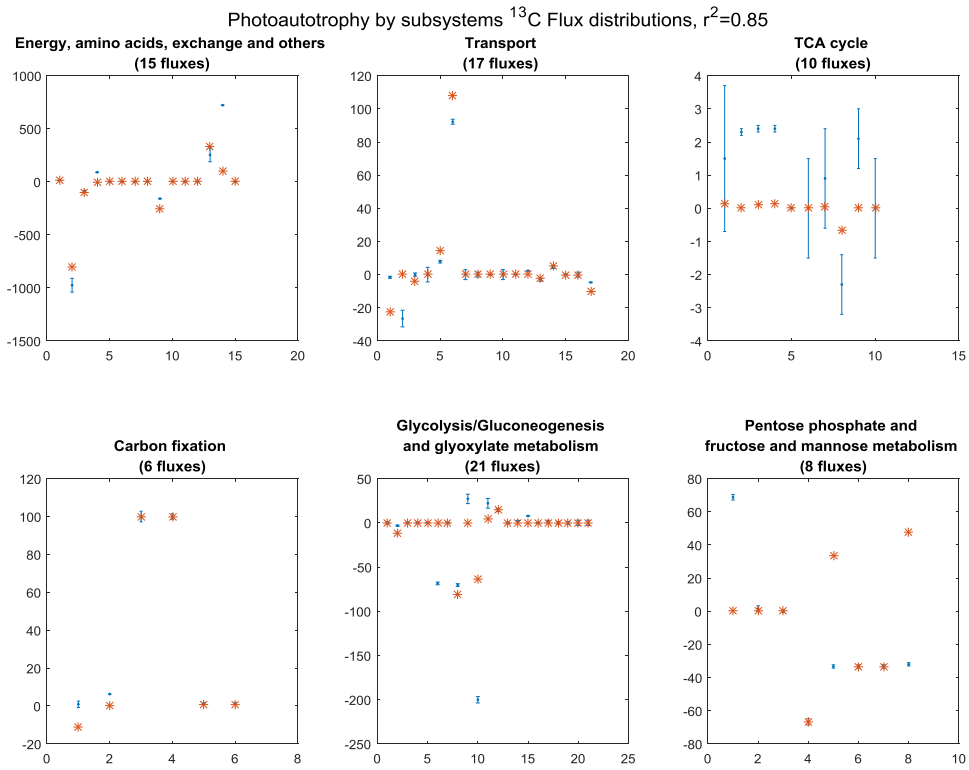 Photoautotrophy by subsystems ¹³C Flux distributions, r²=0.85
Energy, amino acids, exchange and others
(15 fluxes)
1000
500
0
-500
-1000
-1500
0 5 10 15 20
Transport
(17 fluxes)
120
100
80
60
40
20
0
-20
-40
0 5 10 15 20
TCA cycle
(10 fluxes)
4
3
2
1
0
-1
-2
-3
-4
0 5 10 15
Carbon fixation
(6 fluxes)
120
100
80
60
40
20
0
-20
0 2 4 6 8
Glycolysis/Gluconeogenesis
and glyoxylate metabolism
(21 fluxes)
50
0
-50
-100
-150
-200
-250
0 5 10 15 20 25
Pentose phosphate and
fructose and mannose metabolism
(8 fluxes)
80
60
40
20
0
-20
-40
-60
-80
0 2 4 6 8 10